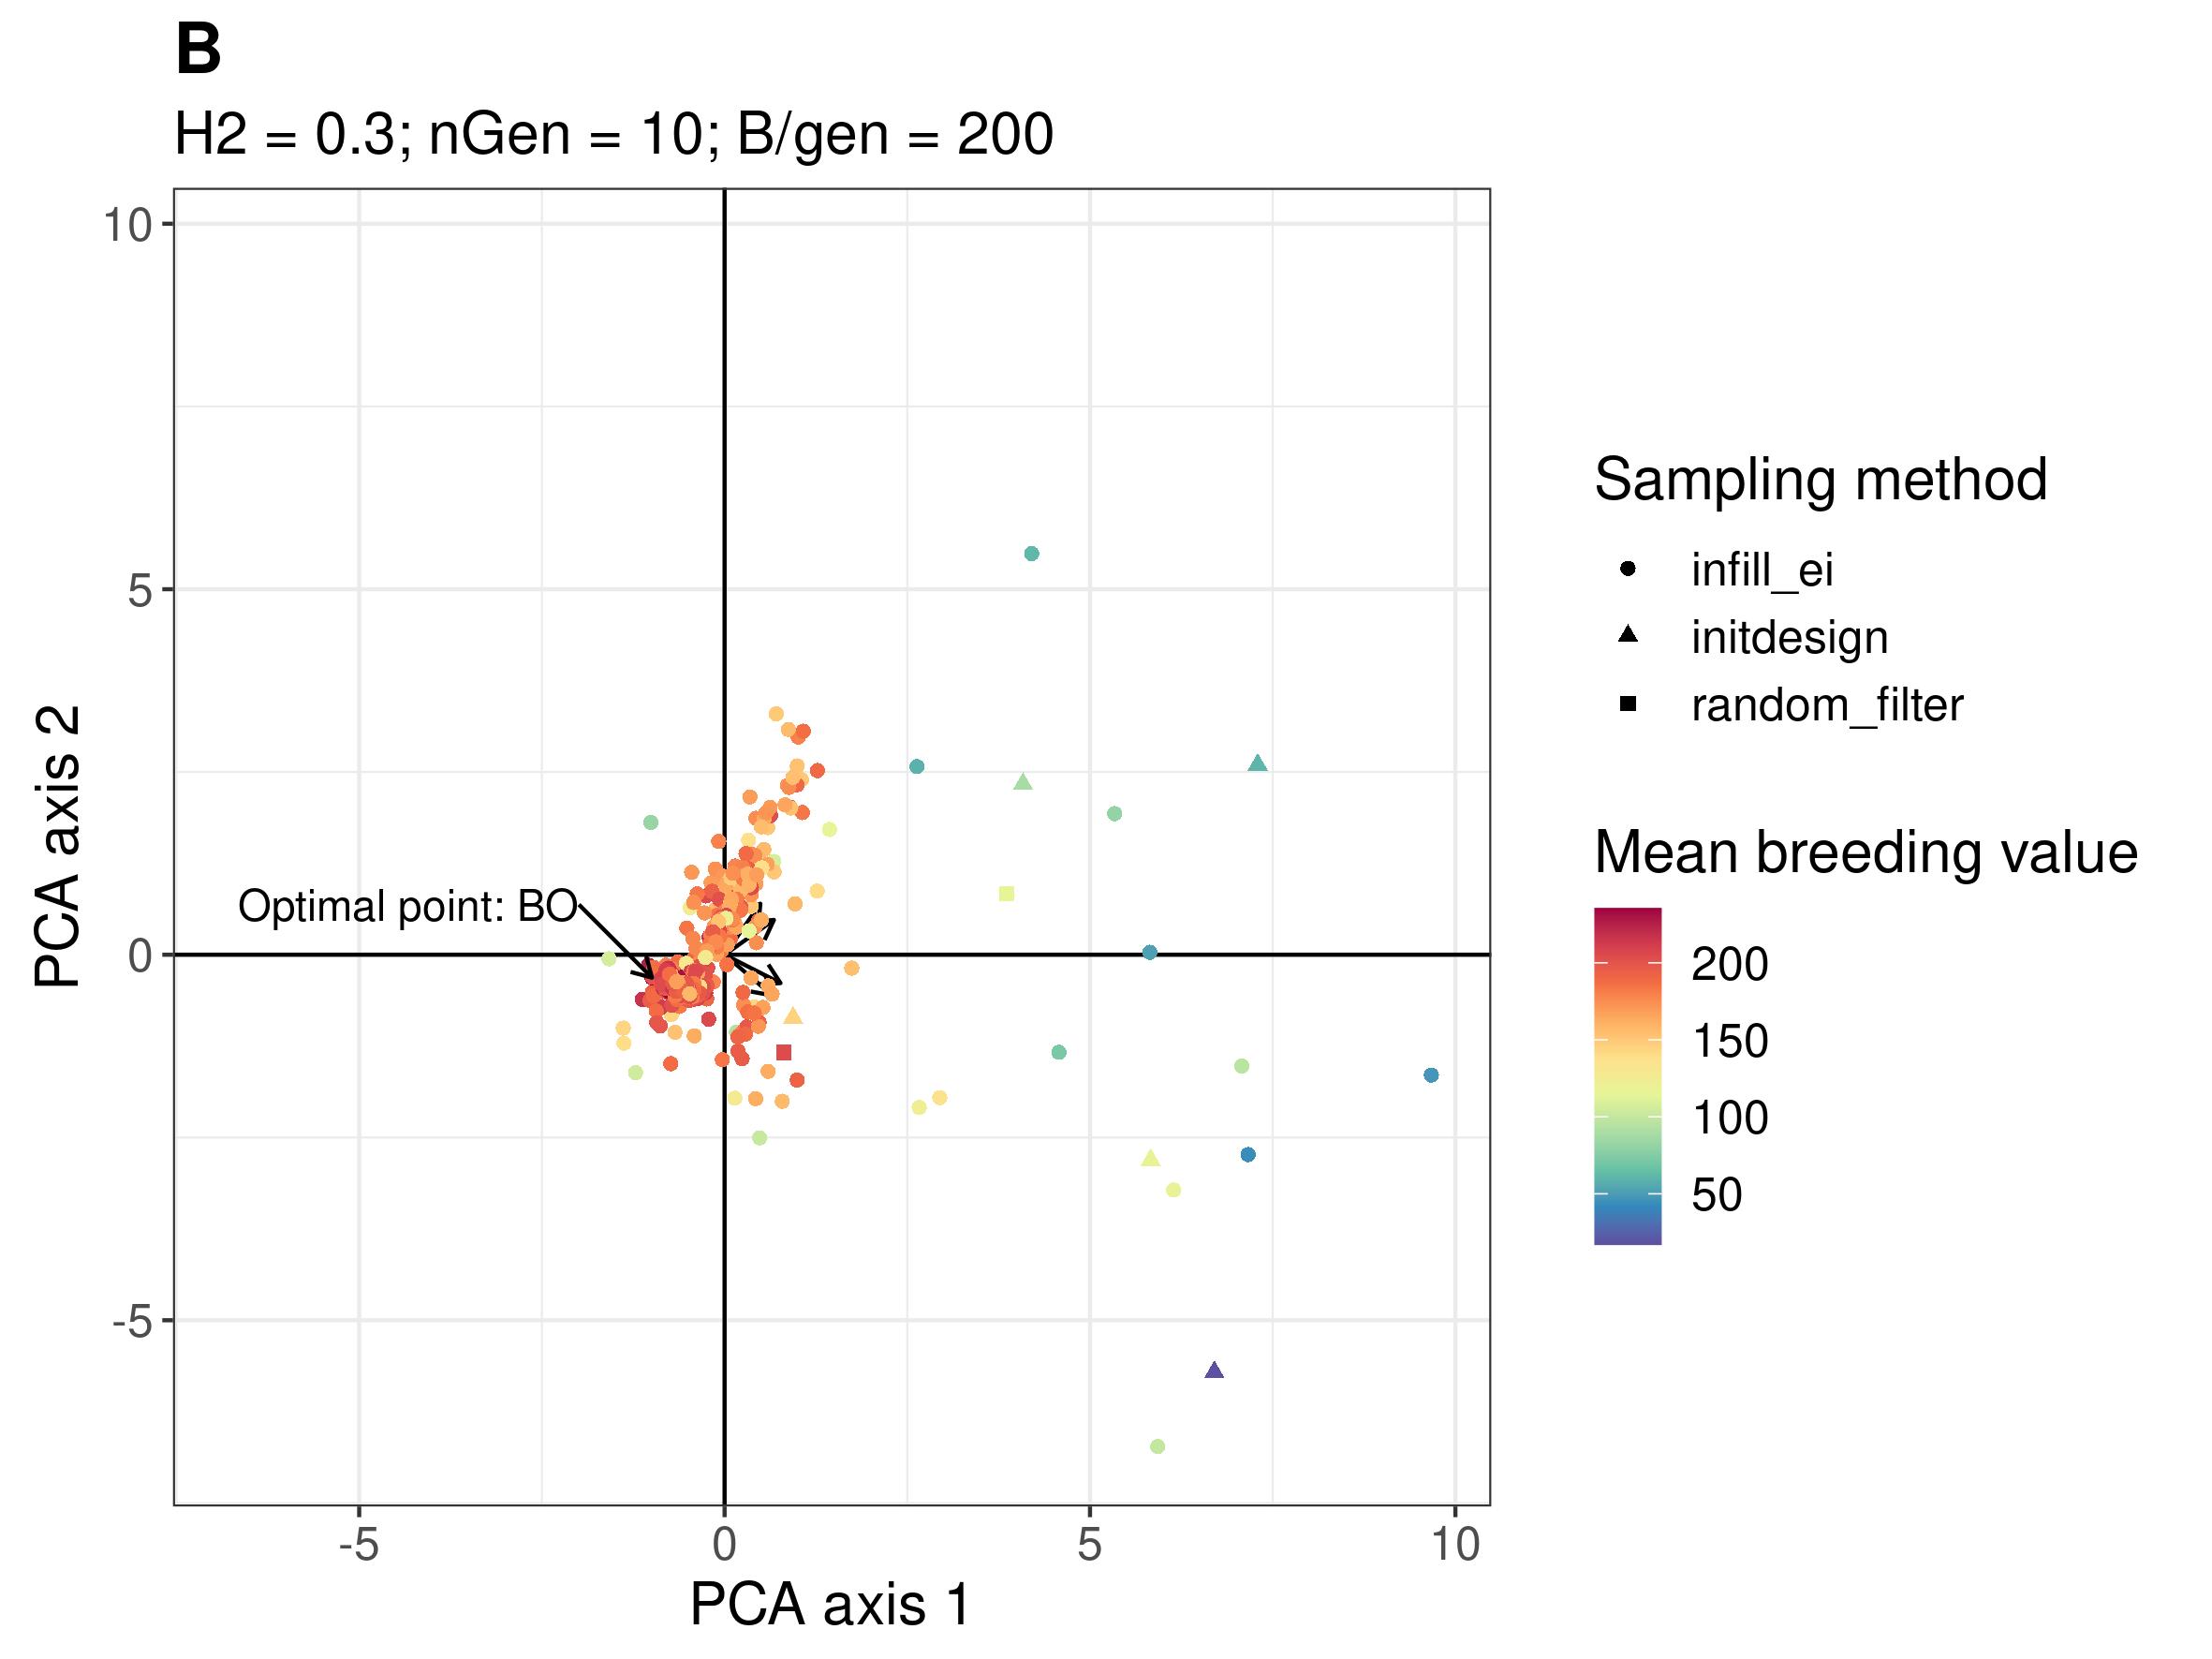 B
H2 = 0.3; nGen = 10; B/gen = 200
10
5
0
-5
PCA axis 2
Optimal point: BO
-5
0
5
10
PCA axis 1
Sampling method
infill_ei
initdesign
random_filter
Mean breeding value
200
150
100
50